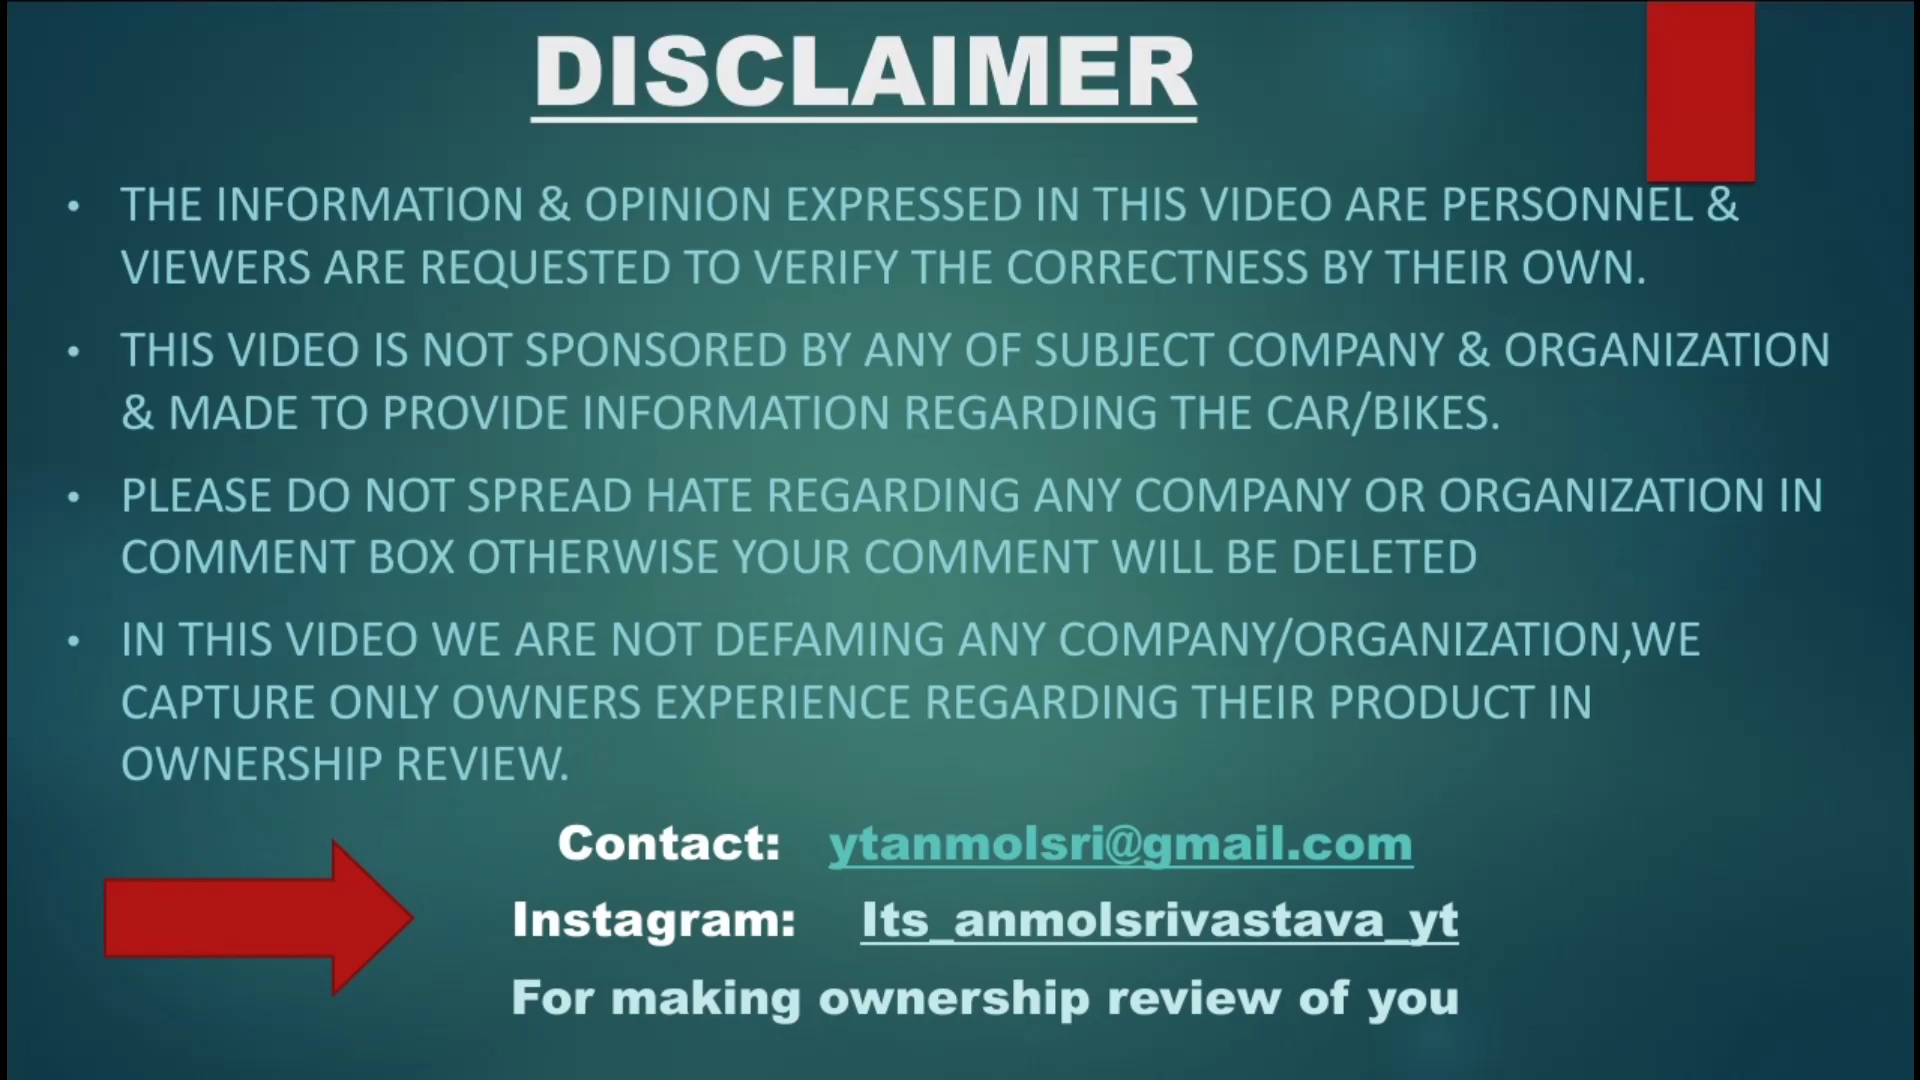 DISCLAIMER
• THE INFORMATION & OPINION EXPRESSED IN THIS VIDEO ARE PERSONNEL &
VIEWERS ARE REQUESTED TO VERIFY THE CORRECTNESS BY THEIR OWN.
• THIS VIDEO IS NOT SPONSORED BY ANY OF SUBJECT COMPANY & ORGANIZATION
& MADE TO PROVIDE INFORMATION REGARDING THE CAR/BIKES.
• PLEASE DO NOT SPREAD HATE REGARDING ANY COMPANY OR ORGANIZATION IN
COMMENT BOX OTHERWISE YOUR COMMENT WILL BE DELETED
• IN THIS VIDEO WE ARE NOT DEFAMING ANY COMPANY/ORGANIZATION,WE
CAPTURE ONLY OWNERS EXPERIENCE REGARDING THEIR PRODUCT IN
OWNERSHIP REVIEW.
Contact: ytanmolsri@gmail.com
Instagram: Its_anmolsrivastava_yt
For making ownership review of you